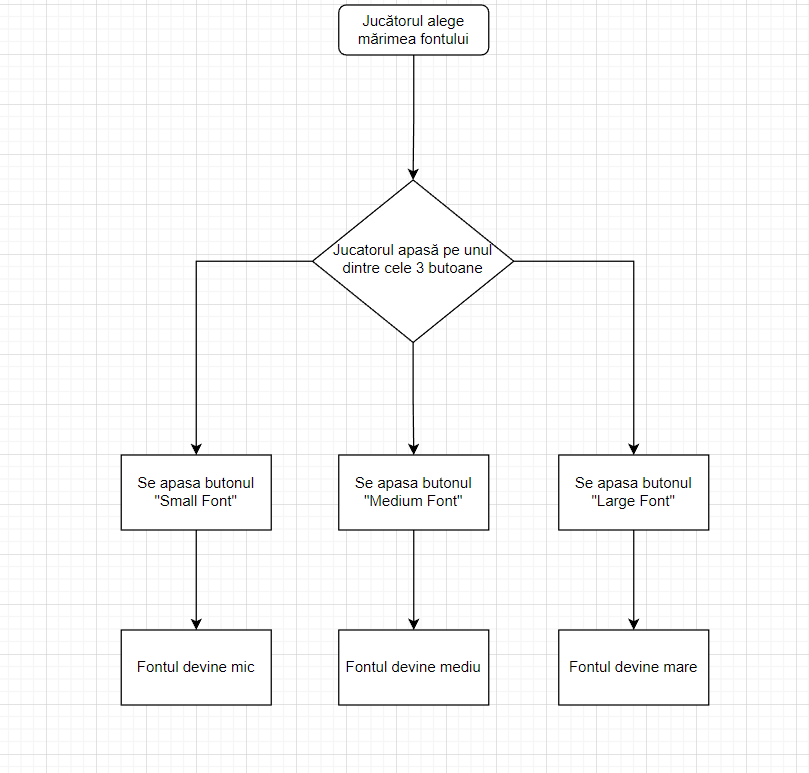 Jucătorul alege
mărimea fontului
Jucatorul apasă pe unul
dintre cele 3 butoane
Se apasa butonul
"Small Font"
Se apasa butonul
"Medium Font"
Se apasa butonul
"Large Font"
Fontul devine mic
Fontul devine mediu
Fontul devine mare